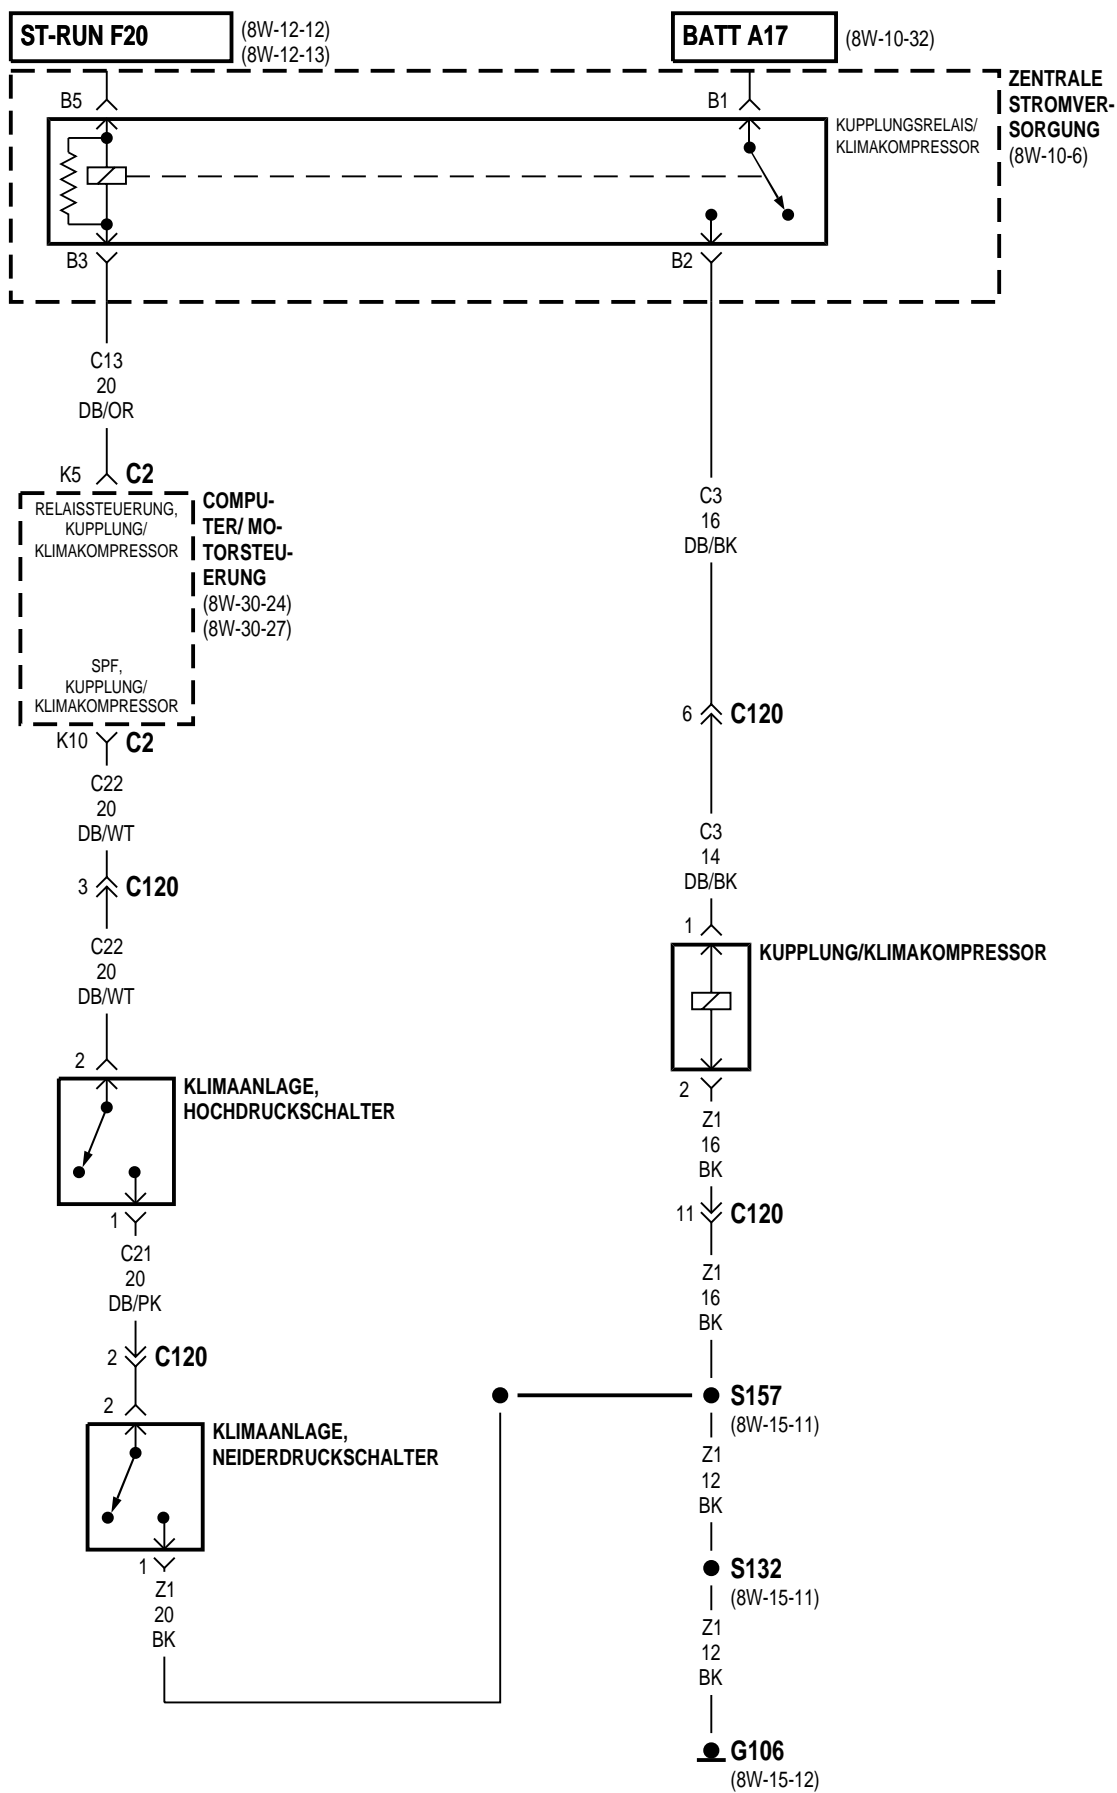 ST-RUN F20
(8W-12-12)
(8W-12-13)
BATT A17
(8W-10-32)
ZENTRALE
STROMVER-
SORGUNG
(8W-10-6)
B5
B1
KUPPLUNGSRELAIS/
KLIMAKOMPRESSOR
B3
B2
C13
20
DB/OR
K5
C2
RELAISSTEUERUNG,
KUPPLUNG/
KLIMAKOMPRESSOR
COMPU-
TER/ MO-
TORSTEU-
ERUNG
(8W-30-24)
(8W-30-27)
SPF,
KUPPLUNG/
KLIMAKOMPRESSOR
K10
C2
C22
20
DB/WT
3
C120
C22
20
DB/WT
2
KLIMAANLAGE,
HOCHDRUCKSCHALTER
1
C21
20
DB/PK
2
C120
2
KLIMAANLAGE,
NEIDERDRUCKSCHALTER
1
Z1
20
BK
C3
16
DB/BK
6
C120
C3
14
DB/BK
1
KUPPLUNG/KLIMAKOMPRESSOR
2
Z1
16
BK
11
C120
Z1
16
BK
S157
(8W-15-11)
Z1
12
BK
S132
(8W-15-11)
Z1
12
BK
G106
(8W-15-12)